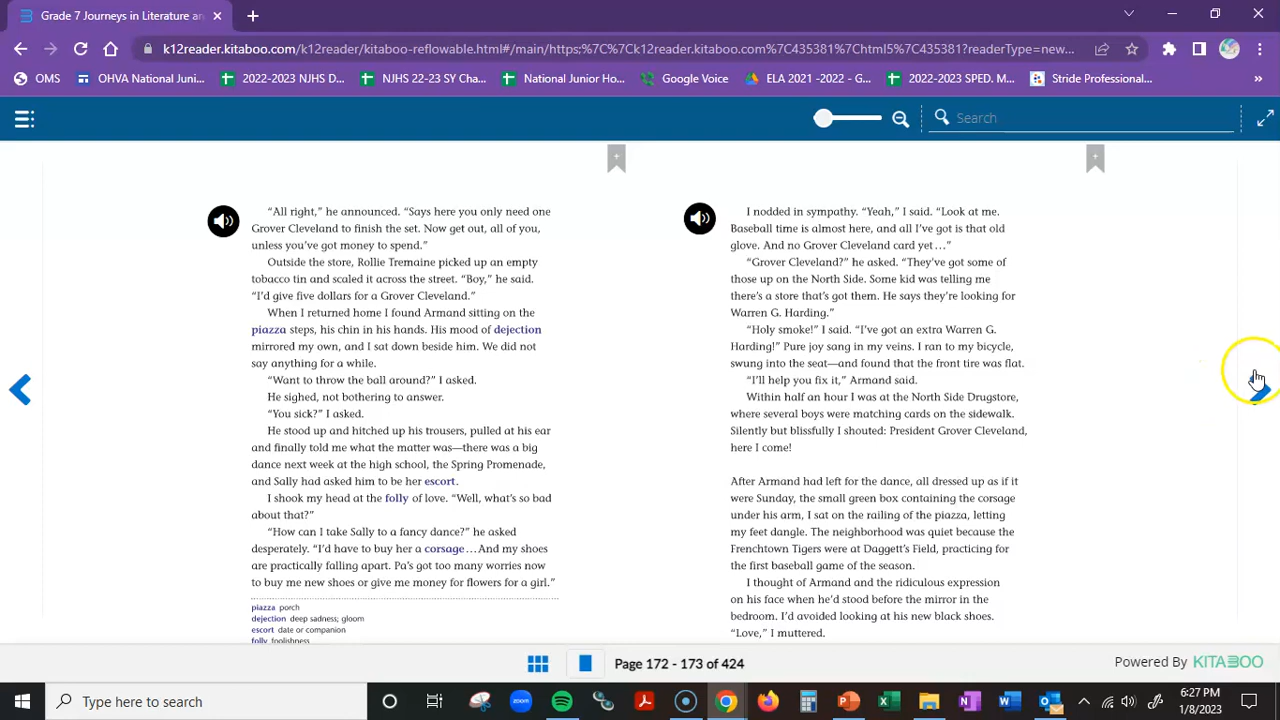 Grade 7 Journeys in Literature an
k12reader.kitaboo.com/k12reader/kitaboo-reflowable.html#/main/https;%7C%7Ck12reader.kitaboo.com%7C435381%7Chtml5%7C435381?readerType=new...
OMS
OHVA National Juni...
2022-2023 NJHS D...
NJHS 22-23 SY Cha...
National Junior Ho...
Google Voice
ELA 2021 -2022 - G...
2022-2023 SPED. M...
Stride Professional...
»
Search
“All right,” he announced. “Says here you only need one
Grover Cleveland to finish the set. Now get out, all of you,
unless you’ve got money to spend.”
Outside the store, Rollie Tremaine picked up an empty
tobacco tin and scaled it across the street. “Boy,” he said.
“I’d give five dollars for a Grover Cleveland.”
When I returned home I found Armand sitting on the
piazza steps, his chin in his hands. His mood of dejection
mirrored my own, and I sat down beside him. We did not
say anything for a while.
“Want to throw the ball around?” I asked.
He sighed, not bothering to answer.
“You sick?” I asked.
He stood up and hitched up his trousers, pulled at his ear
and finally told me what the matter was—there was a big
dance next week at the high school, the Spring Promenade,
and Sally had asked him to be her escort.
I shook my head at the folly of love. “Well, what’s so bad
about that?”
“How can I take Sally to a fancy dance?” he asked
desperately. “I’d have to buy her a corsage…And my shoes
are practically falling apart. Pa’s got too many worries now
to buy me new shoes or give me money for flowers for a girl.”
piazza porch
dejection deep sadness; gloom
escort date or companion
folly foolishness
I nodded in sympathy. “Yeah,” I said. “Look at me.
Baseball time is almost here, and all I’ve got is that old
glove. And no Grover Cleveland card yet…”
“Grover Cleveland?” he asked. “They’ve got some of
those up on the North Side. Some kid was telling me
there’s a store that’s got them. He says they’re looking for
Warren G. Harding.”
“Holy smoke!” I said. “I’ve got an extra Warren G.
Harding!” Pure joy sang in my veins. I ran to my bicycle,
swung into the seat—and found that the front tire was flat.
“I’ll help you fix it,” Armand said.
Within half an hour I was at the North Side Drugstore,
where several boys were matching cards on the sidewalk.
Silently but blissfully I shouted: President Grover Cleveland,
here I come!
After Armand had left for the dance, all dressed up as if it
were Sunday, the small green box containing the corsage
under his arm, I sat on the railing of the piazza, letting
my feet dangle. The neighborhood was quiet because the
Frenchtown Tigers were at Daggett’s Field, practicing for
the first baseball game of the season.
I thought of Armand and the ridiculous expression
on his face when he’d stood before the mirror in the
bedroom. I’d avoided looking at his new black shoes.
“Love,” I muttered.
Page 172 - 173 of 424
Powered By KITABOO
Type here to search
zoom
6:27 PM
1/8/2023